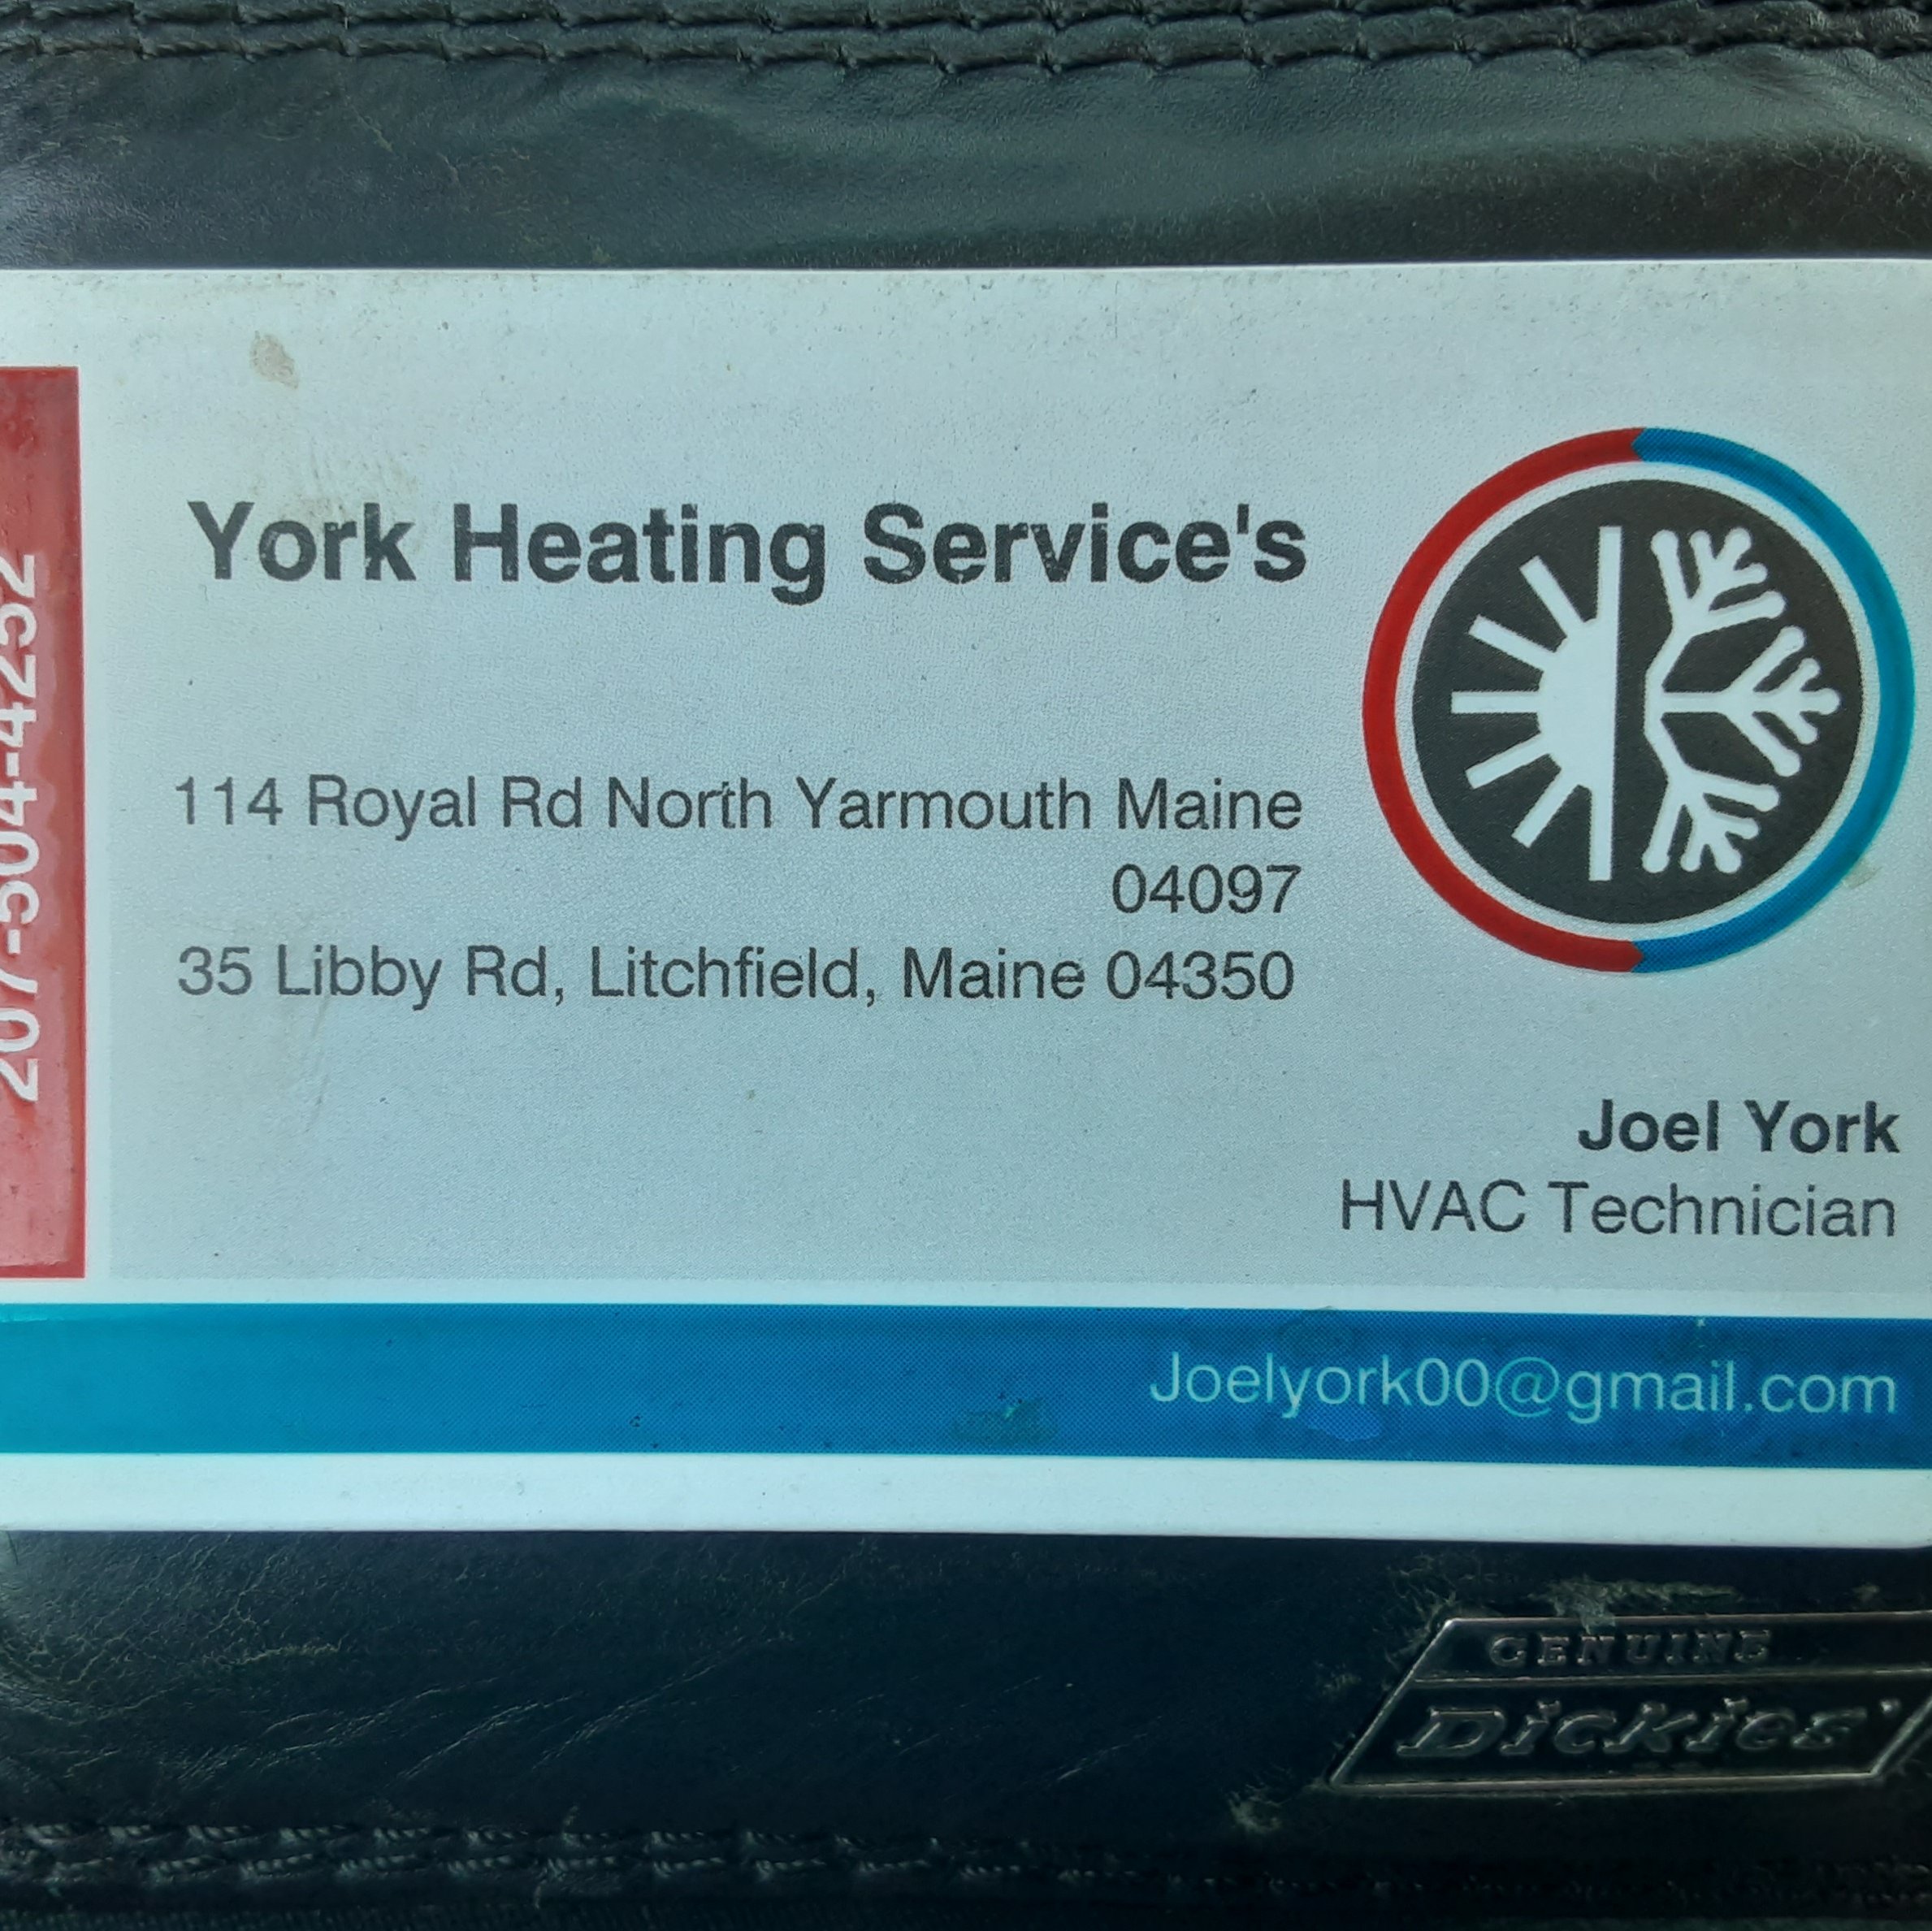 207-504-4252
York Heating Service's
114 Royal Rd North Yarmouth Maine
04097
35 Libby Rd, Litchfield, Maine 04350
Joel York
HVAC Technician
Joelyork00@gmail.com
GENUINE
Dickies'